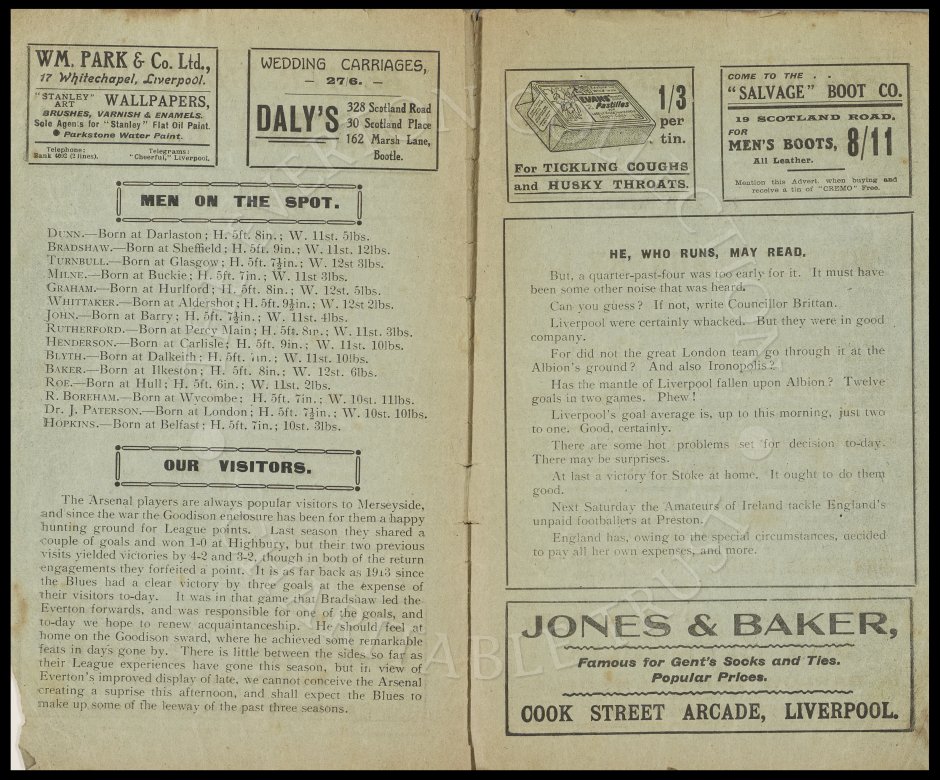 WM. PARK & Co. Ltd.,
17 Whitechapel, Liverpool.
"STANLEY" ART WALLPAPERS,
BRUSHES, VARNISH & ENAMELS.
Sole Agents for "Stanley" Flat Oil Paint.
Parkstone Water Paint.
Telephone: Bank 4692 (2 lines).
Telegrams: "Cheerful," Liverpool.
WEDDING CARRIAGES,
— 27/6. —
DALY'S
328 Scotland Road
30 Scotland Place
162 Marsh Lane,
Bootle.
MEN ON THE SPOT.
DUNN.—Born at Darlaston; H. 5ft. 8in.; W. 11st. 5lbs.
BRADSHAW.—Born at Sheffield; H. 5ft. 9in.; W. 11st. 12lbs.
TURNBULL.—Born at Glasgow; H. 5ft. 7½in.; W. 12st 3lbs.
MILNE.—Born at Buckie; H. 5ft. 7in.; W. 11st 3lbs.
GRAHAM.—Born at Hurlford; H. 5ft. 8in.; W. 12st. 5lbs.
WHITTAKER.—Born at Aldershot; H. 5ft. 9½in.; W. 12st 2lbs.
JOHN.—Born at Barry; H. 5ft. 7½in.; W. 11st. 4lbs.
RUTHERFORD.—Born at Percy Main; H. 5ft. 8in.; W. 11st. 3lbs.
HENDERSON.—Born at Carlisle; H. 5ft. 9in.; W. 11st. 10lbs.
BLYTH.—Born at Dalkeith; H. 5ft. 7in.; W. 11st. 10lbs.
BAKER.—Born at Ilkeston; H. 5ft. 8in.; W. 12st. 6lbs.
ROE.—Born at Hull; H. 5ft. 6in.; W. 11st. 2lbs.
R. BOREHAM.—Born at Wycombe; H. 5ft. 7in.; W. 10st. 11lbs.
Dr. J. PATERSON.—Born at London; H. 5ft. 7½in.; W. 10st. 10lbs.
HOPKINS.—Born at Belfast; H. 5ft. 7in.; 10st. 3lbs.
OUR VISITORS.
The Arsenal players are always popular visitors to Merseyside,
and since the war the Goodison enclosure has been for them a happy
hunting ground for League points. Last season they shared a
couple of goals and won 1-0 at Highbury, but their two previous
visits yielded victories by 4-2 and 3-2, though in both of the return
engagements they forfeited a point. It is as far back as 1913 since
the Blues had a clear victory by three goals at the expense of
their visitors to-day. It was in that game that Bradshaw led the
Everton forwards, and was responsible for one of the goals, and
to-day we hope to renew acquaintanceship. He should feel at
home on the Goodison sward, where he achieved some remarkable
feats in days gone by. There is little between the sides so far as
their League experiences have gone this season, but in view of
Everton's improved display of late, we cannot conceive the Arsenal
creating a suprise this afternoon, and shall expect the Blues to
make up some of the leeway of the past three seasons.
Pastilles
1/3
per
tin.
For TICKLING COUGHS
and HUSKY THROATS.
COME TO THE . .
"SALVAGE" BOOT CO.
19 SCOTLAND ROAD,
FOR MEN'S BOOTS, 8/11
All Leather.
Mention this Advert. when buying and
receive a tin of "CREMO" Free.
HE, WHO RUNS, MAY READ.
But, a quarter-past-four was too early for it. It must have
been some other noise that was heard.
Can you guess? If not, write Councillor Brittan.
Liverpool were certainly whacked. But they were in good
company.
For did not the great London team go through it at the
Albion's ground? And also Ironopolis?
Has the mantle of Liverpool fallen upon Albion? Twelve
goals in two games. Phew!
Liverpool's goal average is, up to this morning, just two
to one. Good, certainly.
There are some hot problems set for decision to-day.
There may be surprises.
At last a victory for Stoke at home. It ought to do them
good.
Next Saturday the Amateurs of Ireland tackle England's
unpaid footballers at Preston.
England has, owing to the special circumstances, decided
to pay all her own expenses, and more.
JONES & BAKER,
Famous for Gent's Socks and Ties.
Popular Prices.
COOK STREET ARCADE, LIVERPOOL.